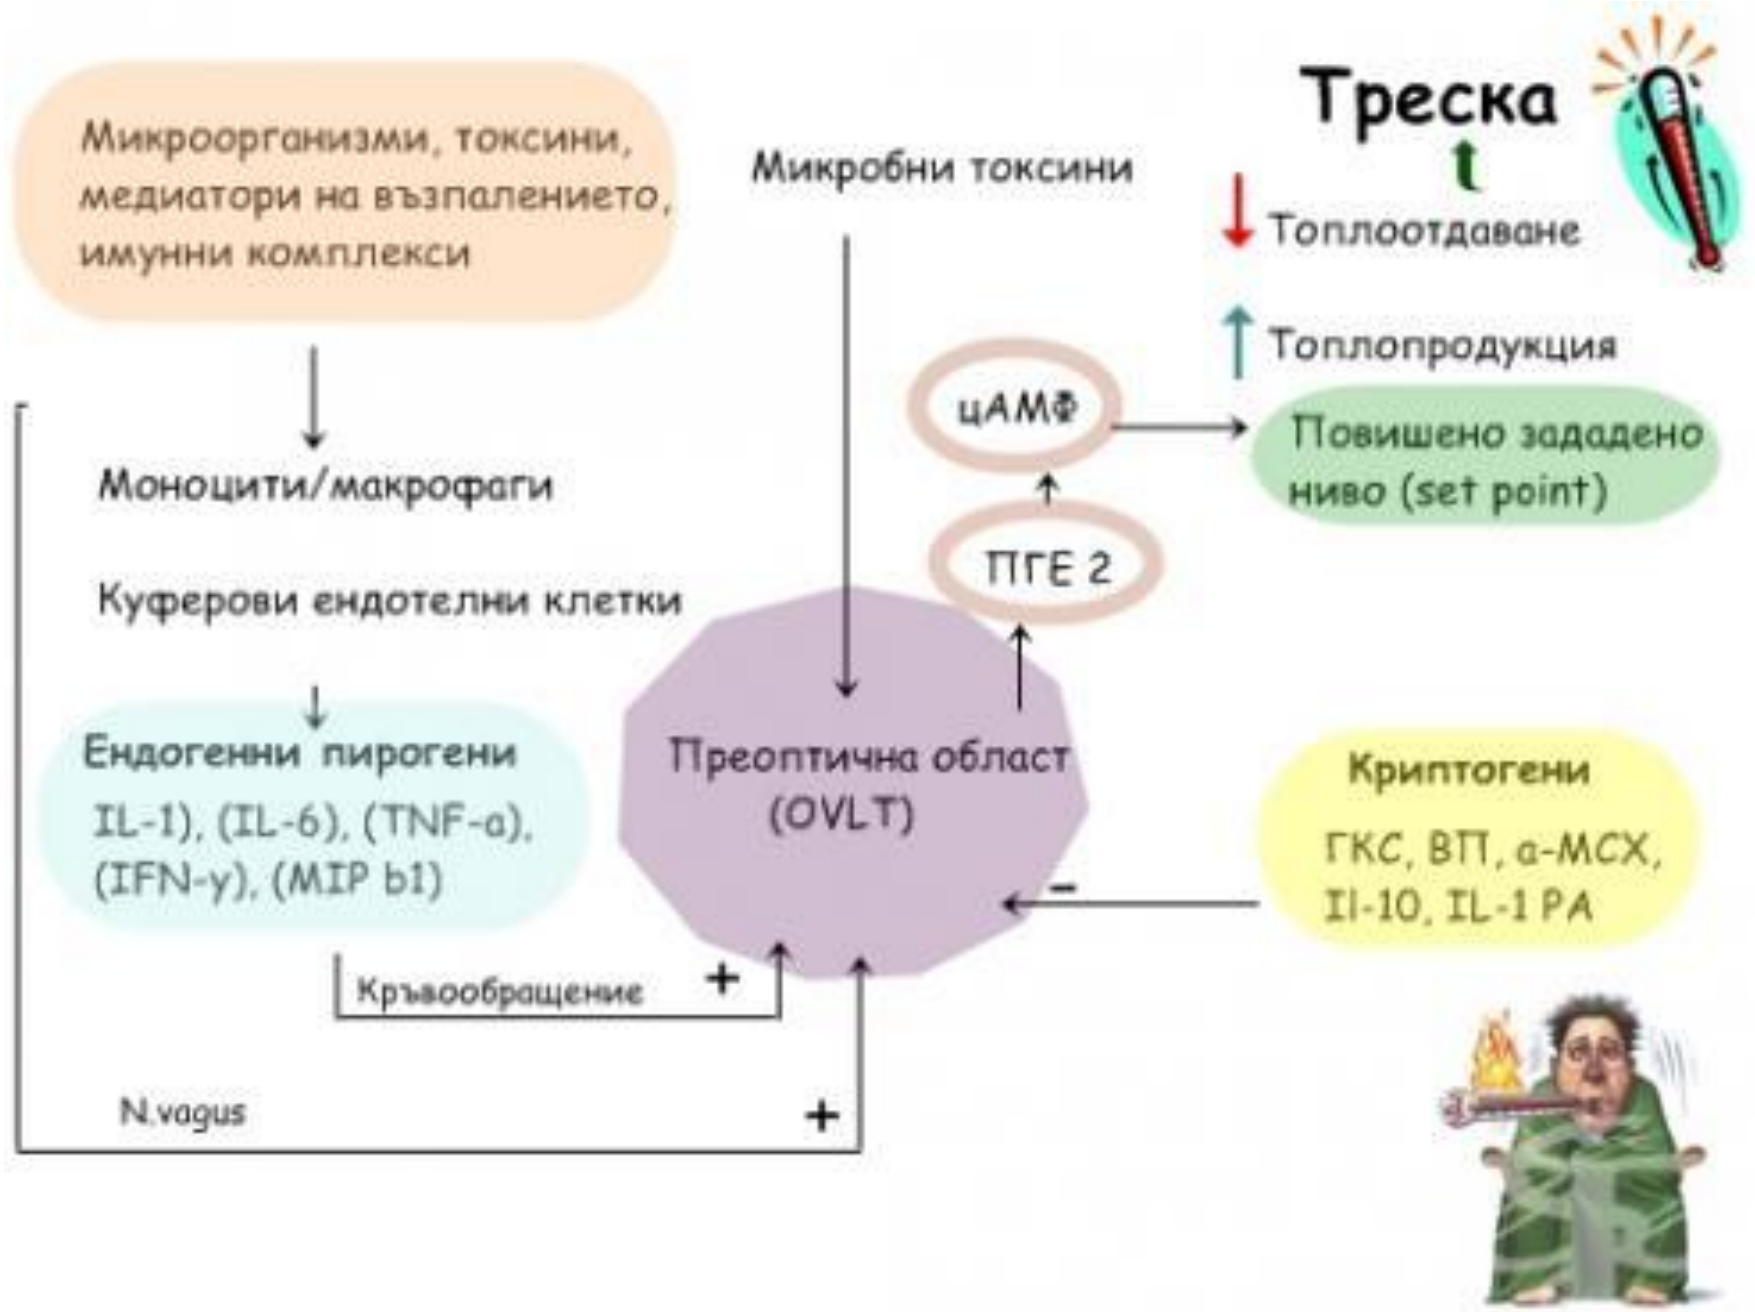 Треска
Микроорганизми, токсини,
медиатори на възпалението,
имунни комплекси
Микробни токсини
Топлоотдаване
Топлопродукция
цАМФ
Повишено зададено
ниво (set point)
Моноцити/макрофаги
ПГЕ 2
Куферови ендотелни клетки
Ендогенни пирогени
IL-1), (IL-6), (TNF-a),
(IFN-y), (MIP b1)
Преоптична област
(OVLT)
Криптогени
ГКС, ВП, а-МСХ,
Il-10, IL-1 РА
–
Кръвообращение
+
N.vagus
+